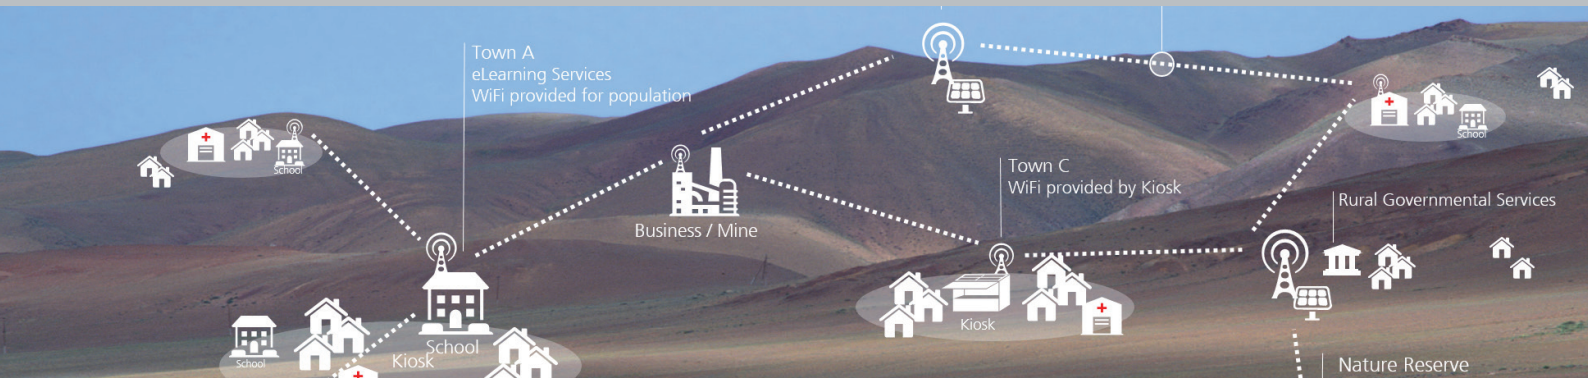 Town A
eLearning Services
WiFi provided for population
School
School
Business / Mine
Town C
WiFi provided by Kiosk
Rural Governmental Services
School
Kiosk
School
Kiosk
Nature Reserve